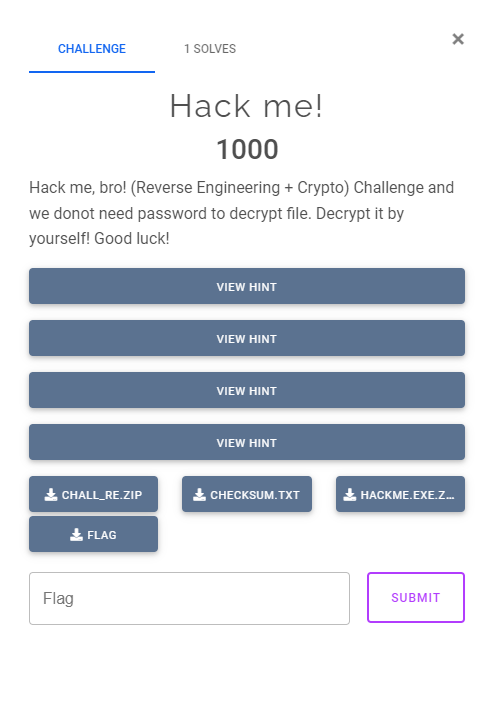 CHALLENGE
1 SOLVES
×
Hack me!
1000
Hack me, bro! (Reverse Engineering + Crypto) Challenge and
we donot need password to decrypt file. Decrypt it by
yourself! Good luck!
VIEW HINT
VIEW HINT
VIEW HINT
VIEW HINT
CHALL_RE.ZIP
CHECKSUM.TXT
HACKME.EXE.Z...
FLAG
Flag
SUBMIT